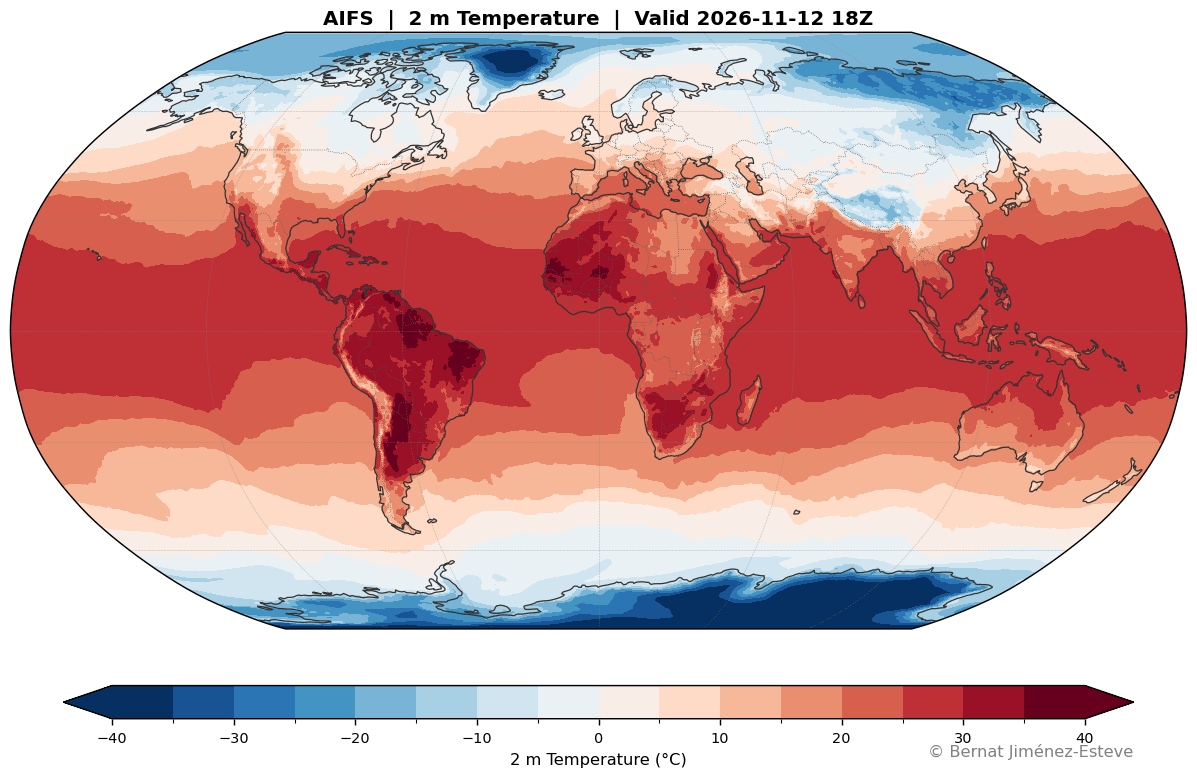 AIFS | 2 m Temperature | Valid 2026-11-12 18Z
−40 −30 −20 −10 0 10 20 30 40
2 m Temperature (°C)
© Bernat Jiménez-Esteve